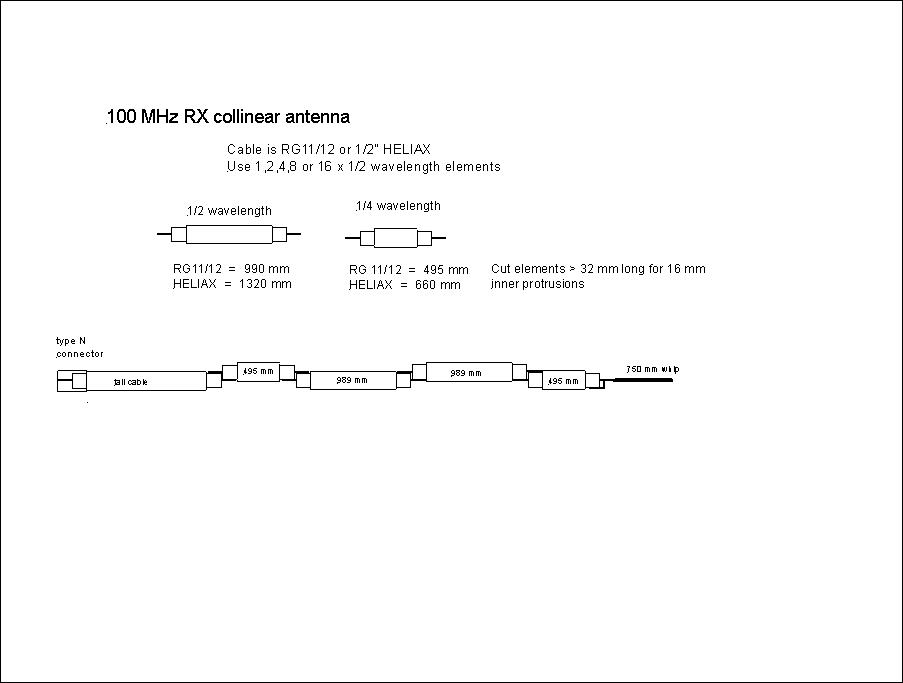 100 MHz RX collinear antenna
Cable is RG11/12 or 1/2" HELIAX
Use 1,2,4,8 or 16 x 1/2 wavelength elements
1/2 wavelength
1/4 wavelength
RG11/12 = 990 mm
HELIAX = 1320 mm
RG 11/12 = 495 mm
HELIAX = 660 mm
Cut elements > 32 mm long for 16 mm
inner protrusions
type N
connector
tail cable
495 mm
989 mm
989 mm
495 mm
750 mm whip